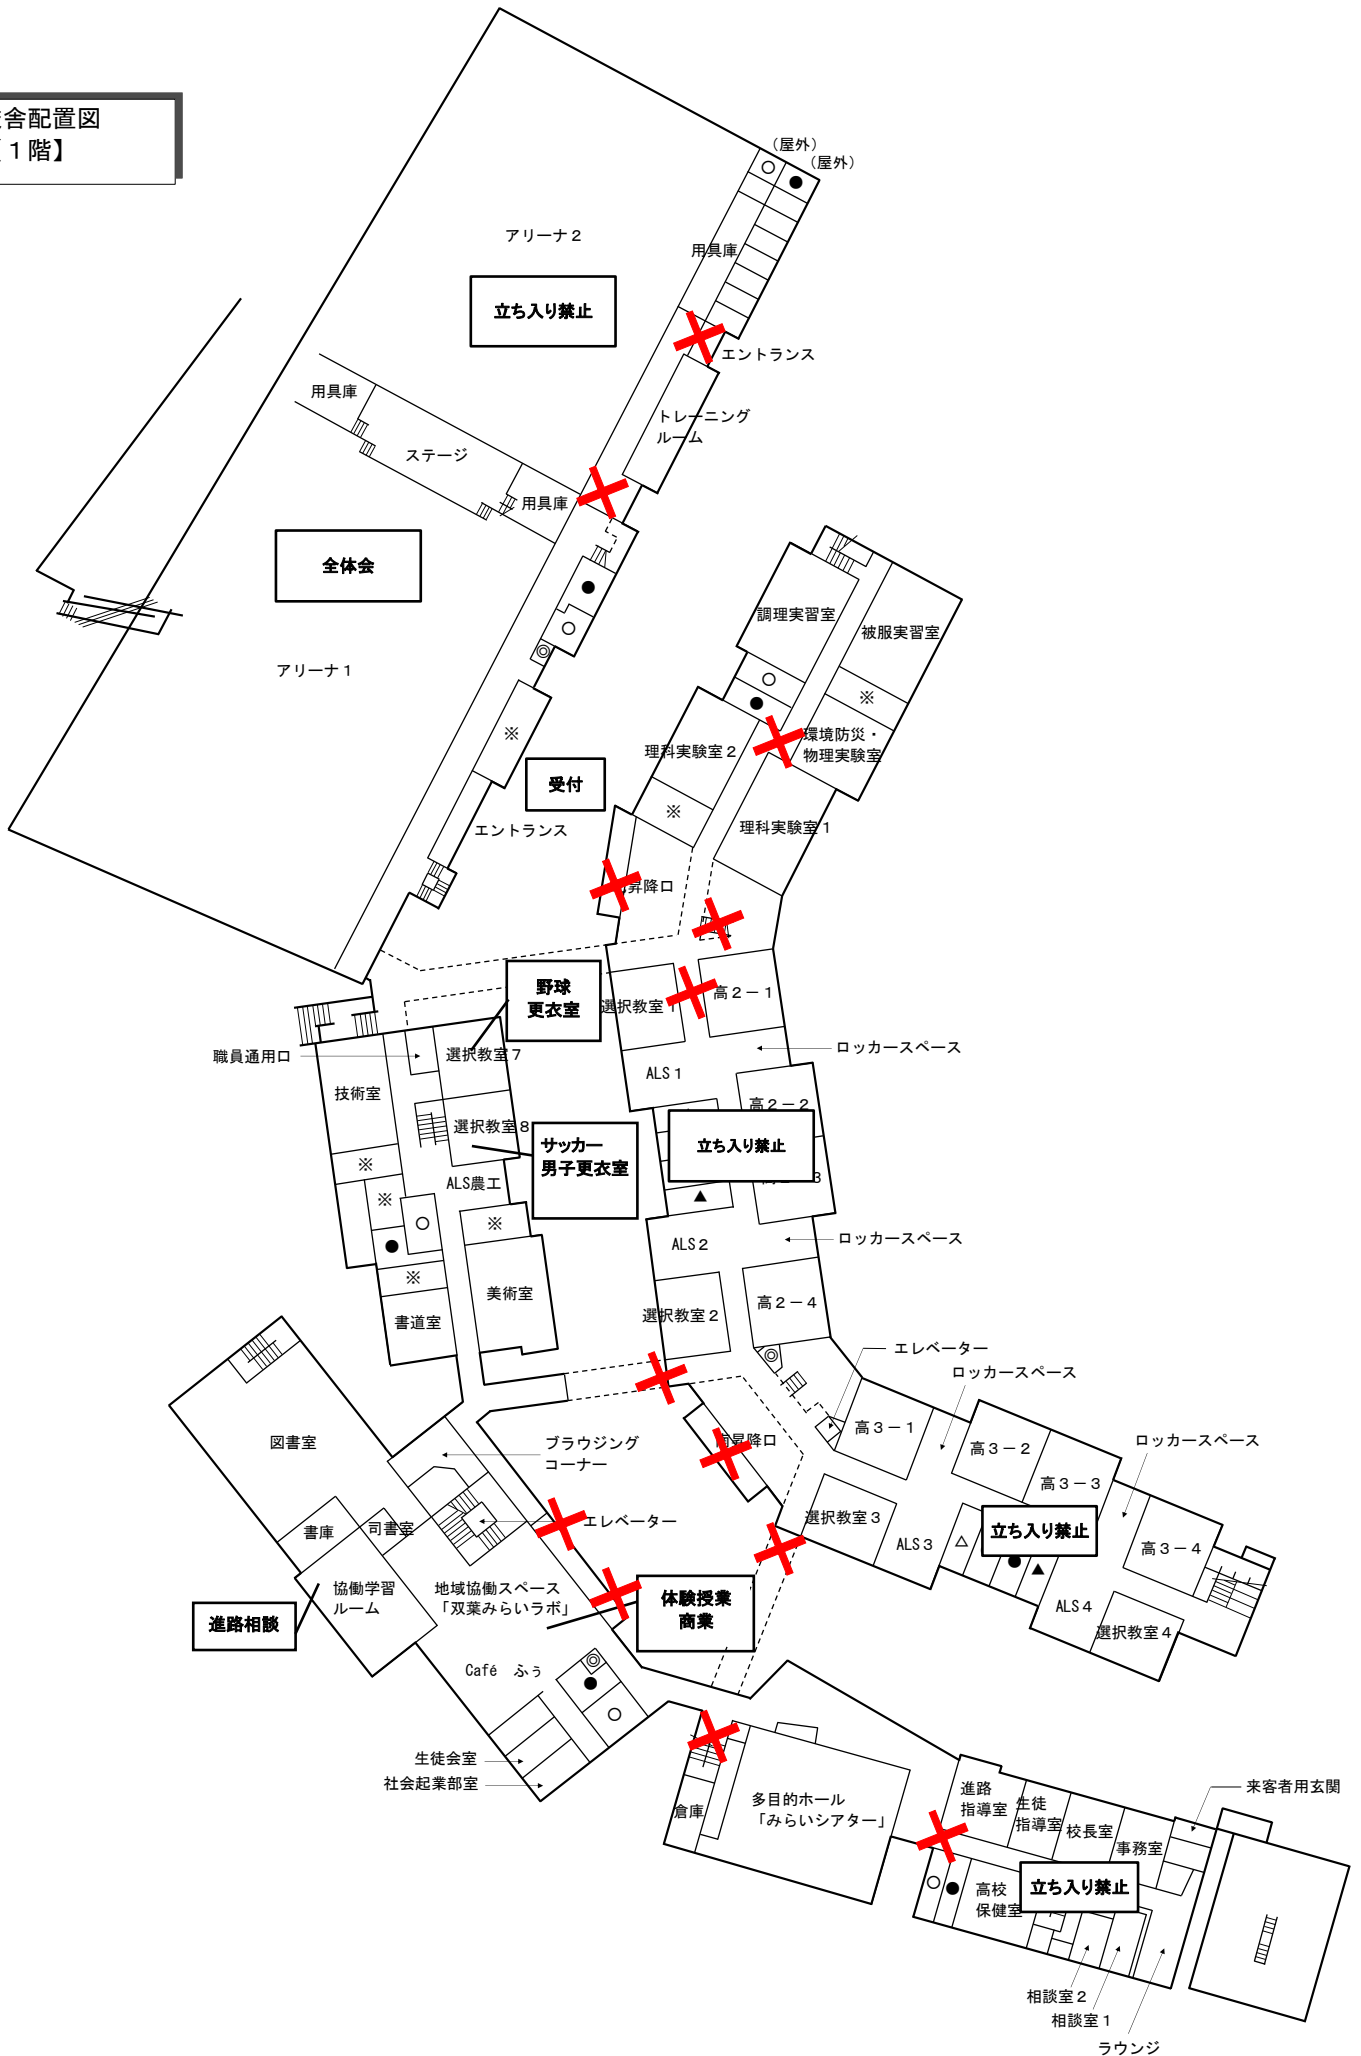 舎配置図
１階】
（屋外）
（屋外）
アリーナ２
用具庫
立ち入り禁止
エントランス
用具庫
トレーニング
ルーム
ステージ
用具庫
全体会
調理実習室
被服実習室
アリーナ１
※
※
環境防災・
物理実験室
理科実験室２
受付
※
エントランス
理科実験室１
昇降口
野球
更衣室
選択教室１
高２－１
職員通用口
選択教室７
ロッカースペース
技術室
ALS１
高２－２
選択教室８
サッカー
男子更衣室
立ち入り禁止
※
ALS農工
３
※
※
ALS２
ロッカースペース
※
美術室
書道室
選択教室２
高２－４
エレベーター
ロッカースペース
図書室
ブラウジング
コーナー
昇降口
高３－１
高３－２
ロッカースペース
高３－３
書庫
司書室
エレベーター
選択教室３
ALS３
立ち入り禁止
高３－４
協働学習
ルーム
地域協働スペース
「双葉みらいラボ」
体験授業
商業
進路相談
ALS４
選択教室４
Café　ふぅ
生徒会室
社会起業部室
倉庫
多目的ホール
「みらいシアター」
進路
指導室
生徒
指導室
校長室
事務室
来客者用玄関
高校
保健室
立ち入り禁止
相談室２
相談室１
ラウンジ